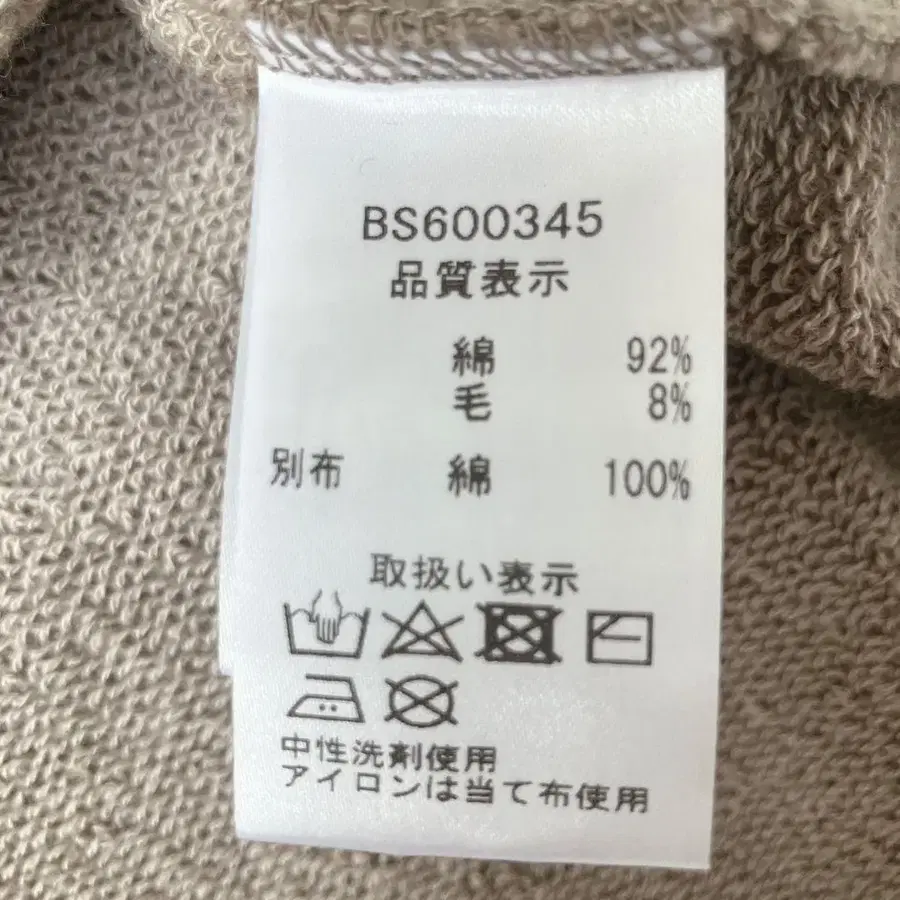 BS600345
品質表示
綿 92%
毛 8%
別布 綿 100%
取扱い表示
中性洗剤使用
アイロンは当て布使用